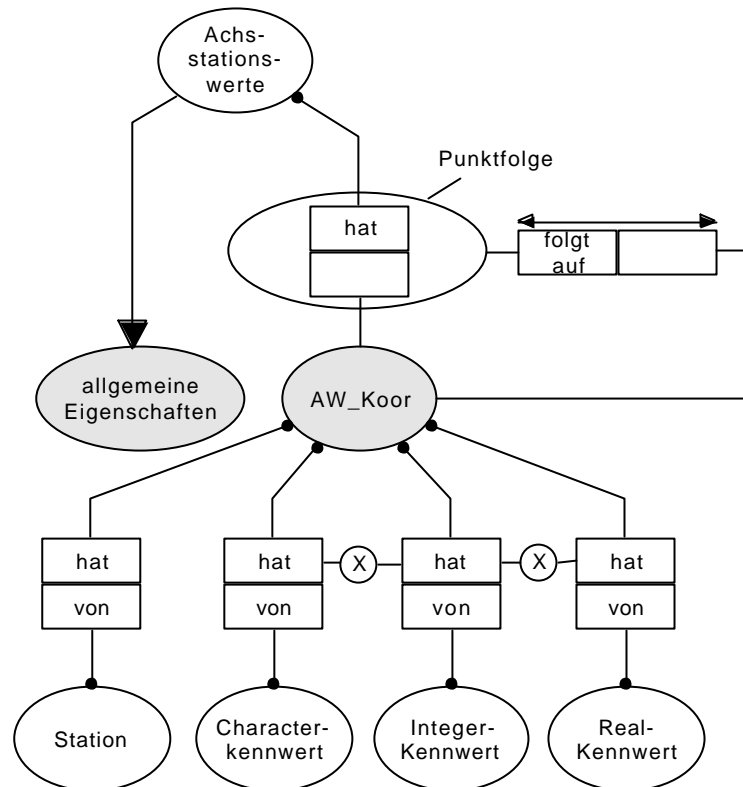 Achs-
stations-
werte
Punktfolge
hat
folgt
auf
allgemeine
Eigenschaften
AW_Koor
hat
hat
X
hat
X
hat
von
von
von
von
Station
Character-
kennwert
Integer-
Kennwert
Real-
Kennwert